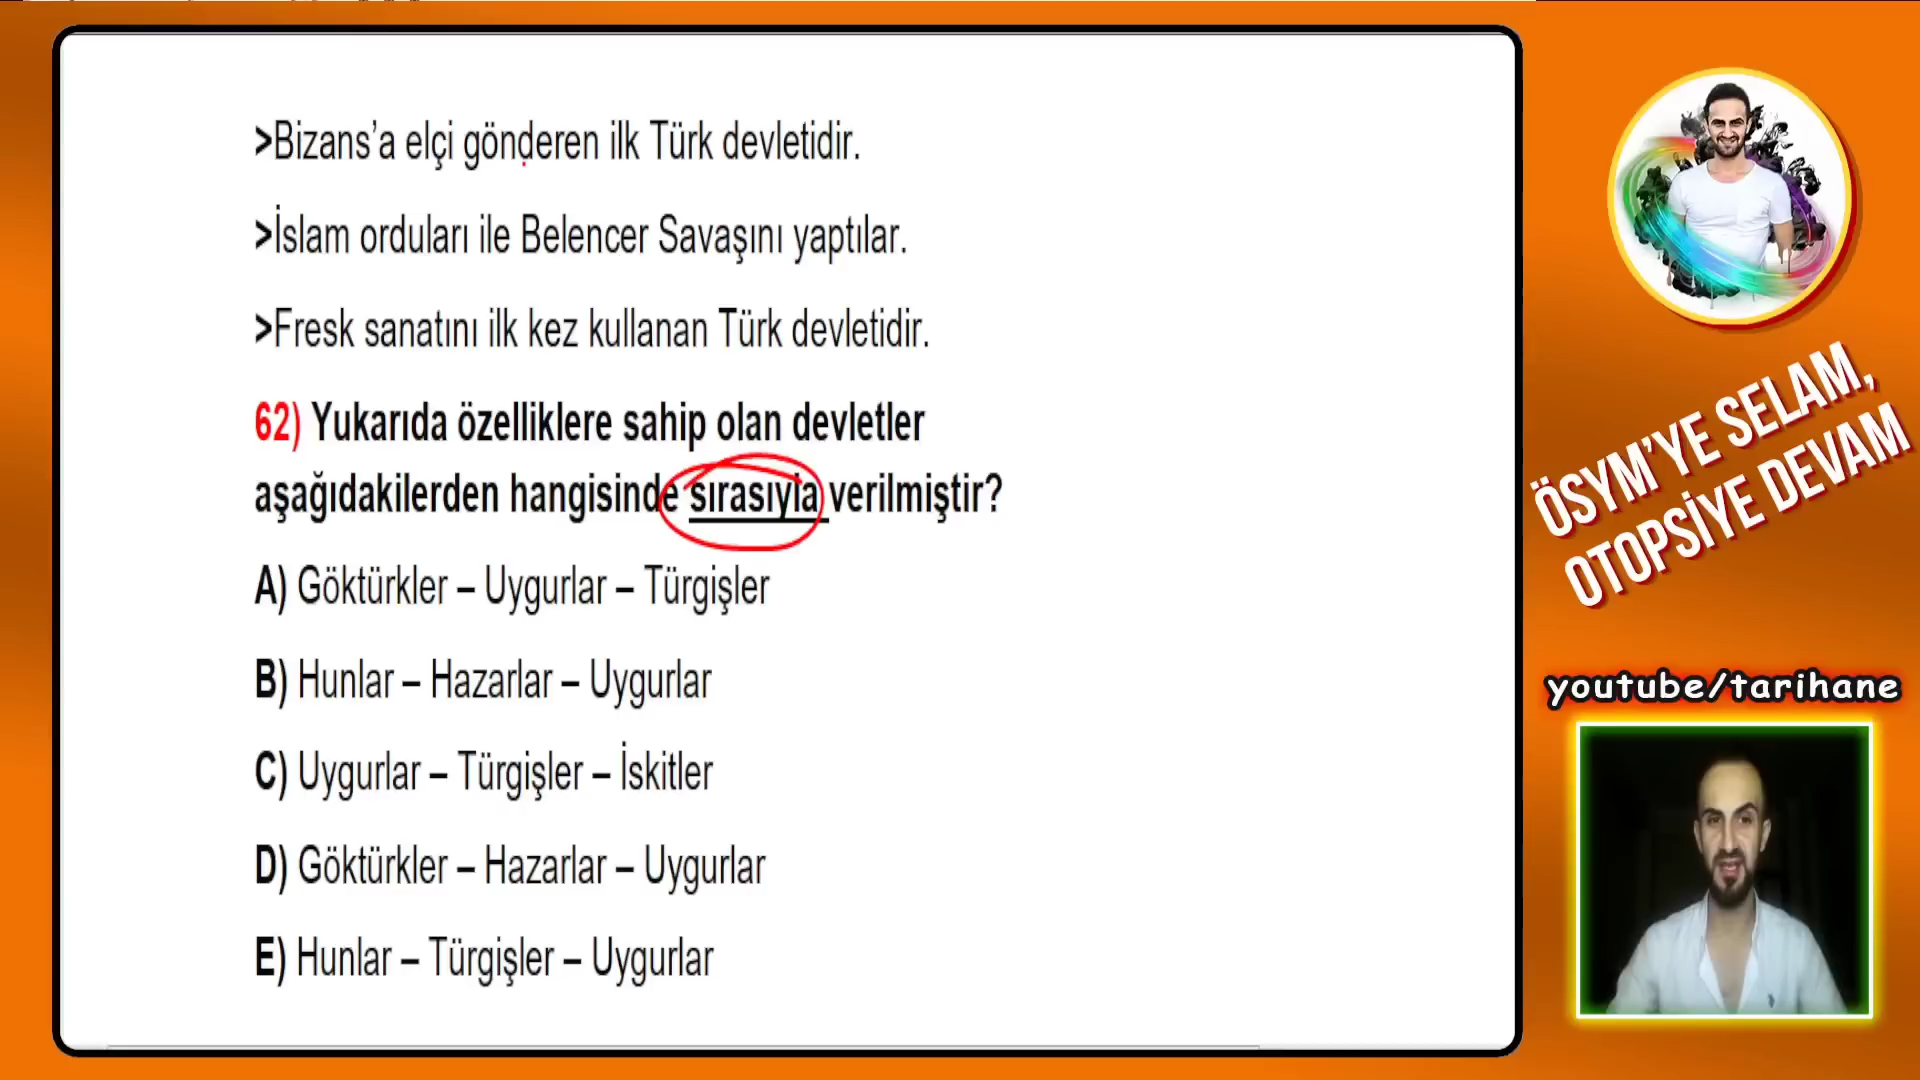 >Bizans’a elçi gönderen ilk Türk devletidir.
>İslam orduları ile Belencer Savaşını yaptılar.
>Fresk sanatını ilk kez kullanan Türk devletidir.
62) Yukarıda özelliklere sahip olan devletler
aşağıdakilerden hangisinde sırasıyla verilmiştir?
A) Göktürkler – Uygurlar – Türgişler
B) Hunlar – Hazarlar – Uygurlar
C) Uygurlar – Türgişler – İskitler
D) Göktürkler – Hazarlar – Uygurlar
E) Hunlar – Türgişler – Uygurlar
ÖSYM'YE SELAM,
OTOPSİYE DEVAM
youtube/tarihane